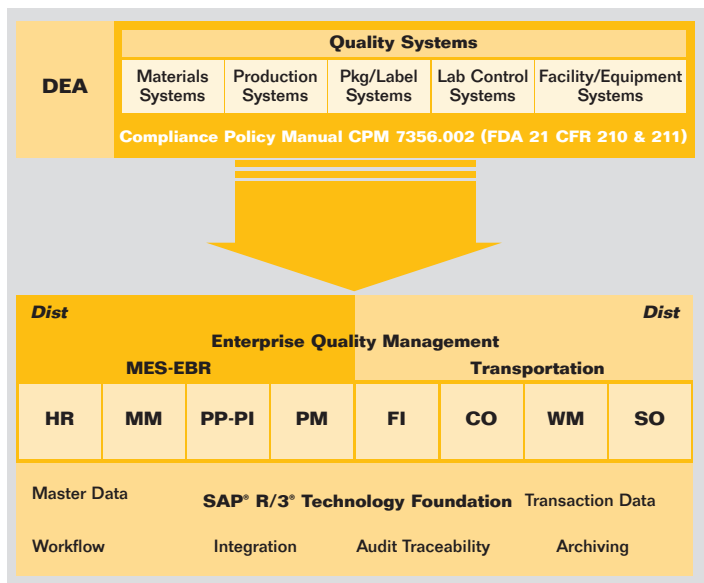 Quality Systems
DEA
Materials Systems
Production Systems
Pkg/Label Systems
Lab Control Systems
Facility/Equipment Systems
Compliance Policy Manual CPM 7356.002 (FDA 21 CFR 210 & 211)
Dist
Dist
Enterprise Quality Management
MES-EBR
Transportation
HR
MM
PP-PI
PM
FI
CO
WM
SO
Master Data
SAP® R/3® Technology Foundation
Transaction Data
Workflow
Integration
Audit Traceability
Archiving